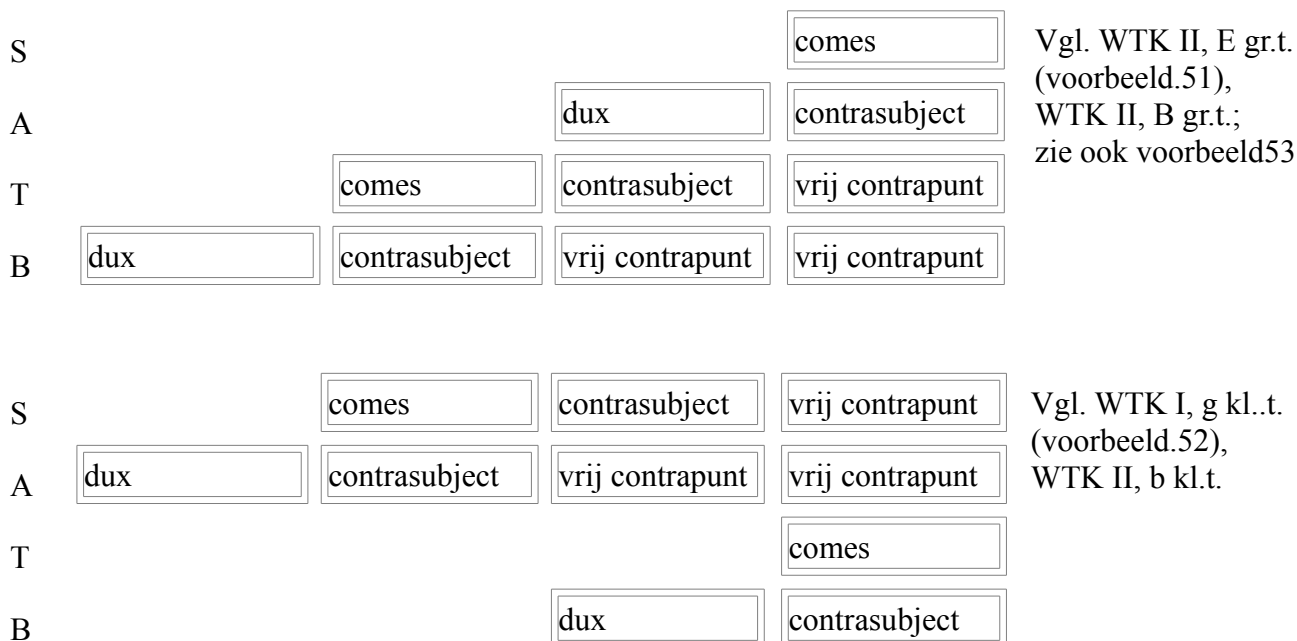 S comes
A dux contrasubject
T comes contrasubject vrij contrapunt
B dux contrasubject vrij contrapunt vrij contrapunt
Vgl. WTK II, E gr.t.
(voorbeeld.51),
WTK II, B gr.t.;
zie ook voorbeeld53
S comes contrasubject vrij contrapunt
A dux contrasubject vrij contrapunt vrij contrapunt
T comes
B dux contrasubject
Vgl. WTK I, g kl..t.
(voorbeeld.52),
WTK II, b kl.t.